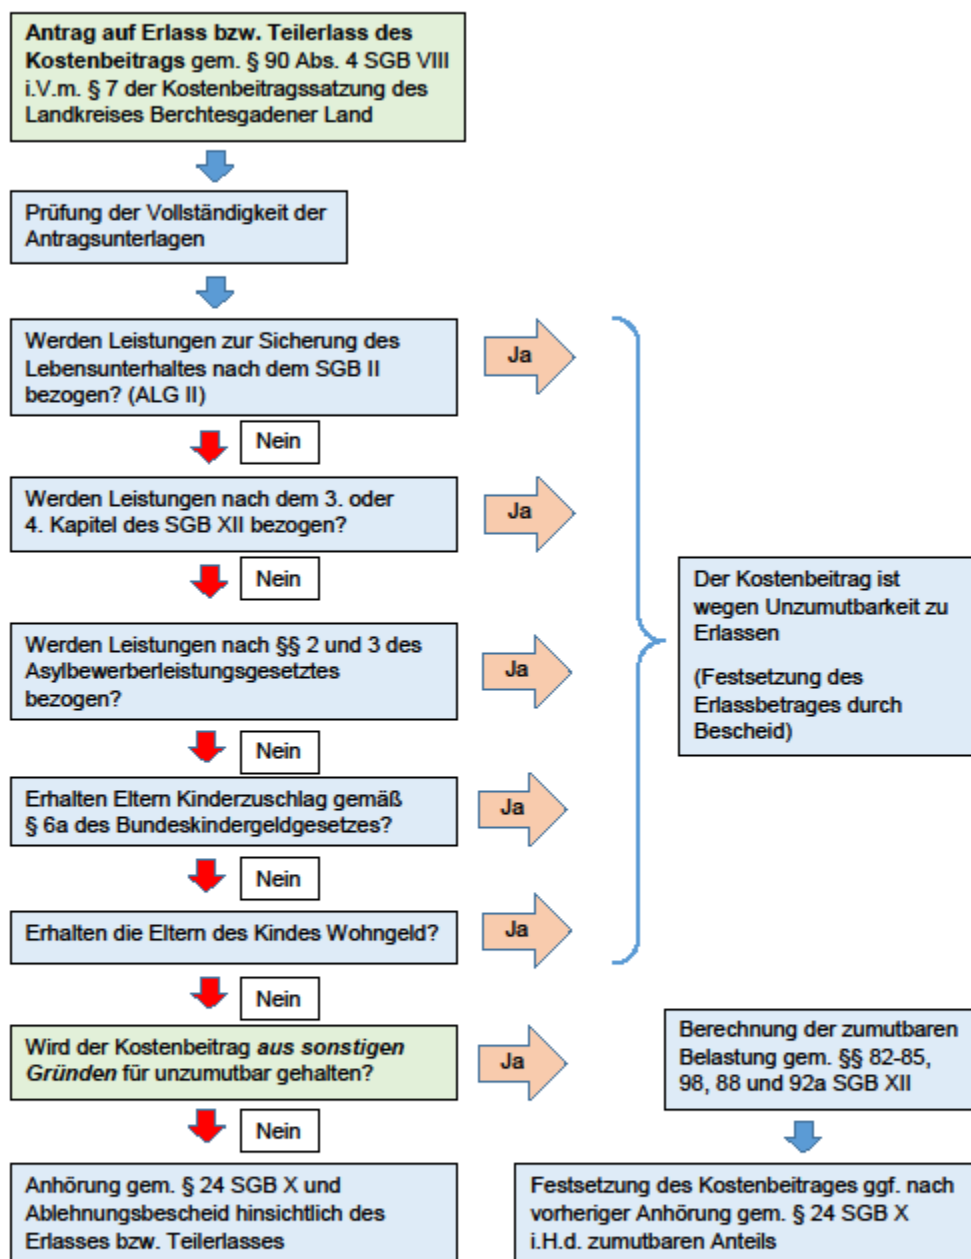 Antrag auf Erlass bzw. Teilerlass des
Kostenbeitrags gem. § 90 Abs. 4 SGB VIII
i.V.m. § 7 der Kostenbeitragssatzung des
Landkreises Berchtesgadener Land
Prüfung der Vollständigkeit der
Antragsunterlagen
Werden Leistungen zur Sicherung des
Lebensunterhaltes nach dem SGB II
bezogen? (ALG II)
Ja
Nein
Werden Leistungen nach dem 3. oder
4. Kapitel des SGB XII bezogen?
Ja
Nein
Werden Leistungen nach §§ 2 und 3 des
Asylbewerberleistungsgesetztes
bezogen?
Ja
Nein
Erhalten Eltern Kinderzuschlag gemäß
§ 6a des Bundeskindergeldgesetzes?
Ja
Nein
Erhalten die Eltern des Kindes Wohngeld?
Ja
Der Kostenbeitrag ist
wegen Unzumutbarkeit zu
Erlassen
(Festsetzung des
Erlassbetrages durch
Bescheid)
Nein
Wird der Kostenbeitrag aus sonstigen
Gründen für unzumutbar gehalten?
Ja
Berechnung der zumutbaren
Belastung gem. §§ 82-85,
98, 88 und 92a SGB XII
Nein
Anhörung gem. § 24 SGB X und
Ablehnungsbescheid hinsichtlich des
Erlasses bzw. Teilerlasses
Festsetzung des Kostenbeitrages ggf. nach
vorheriger Anhörung gem. § 24 SGB X
i.H.d. zumutbaren Anteils